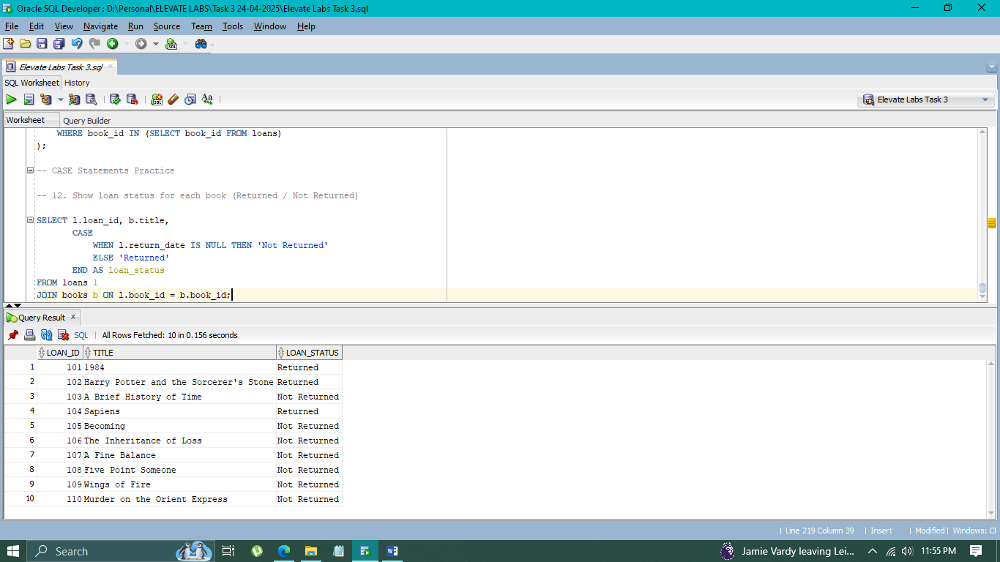 Oracle SQL Developer : D:\Personal\ELEVATE LABS\Task 3 24-04-2025\Elevate Labs Task 3.sql
File Edit View Navigate Run Source Team Tools Window Help
SQL
Elevate Labs Task 3.sql
SQL Worksheet History
Aa
Elevate Labs Task 3
Worksheet Query Builder
WHERE book_id IN (SELECT book_id FROM loans)
);
-- CASE Statements Practice
-- 12. Show loan status for each book (Returned / Not Returned)
SELECT l.loan_id, b.title,
CASE
WHEN l.return_date IS NULL THEN 'Not Returned'
ELSE 'Returned'
END AS loan_status
FROM loans l
JOIN books b ON l.book_id = b.book_id;
Query Result x
SQL | All Rows Fetched: 10 in 0.156 seconds
LOAN_ID TITLE LOAN_STATUS
1 101 1984 Returned
2 102 Harry Potter and the Sorcerer's Stone Returned
3 103 A Brief History of Time Not Returned
4 104 Sapiens Returned
5 105 Becoming Not Returned
6 106 The Inheritance of Loss Not Returned
7 107 A Fine Balance Not Returned
8 108 Five Point Someone Not Returned
9 109 Wings of Fire Not Returned
10 110 Murder on the Orient Express Not Returned
| Line 219 Column 39 | Insert | Modified | Windows: CF
Search Jamie Vardy leaving Lei... 11:55 PM